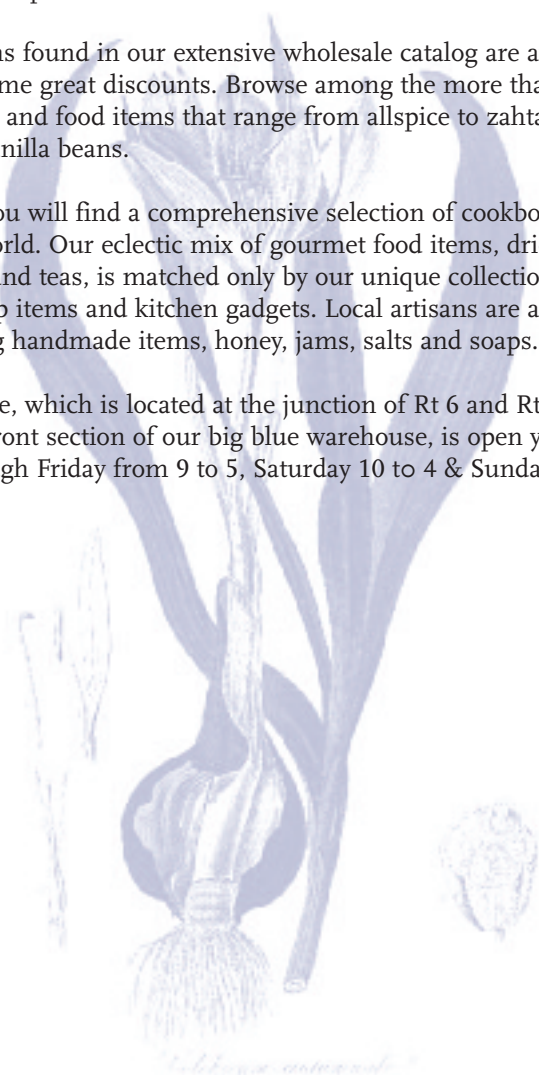 ns found in our extensive wholesale catalog are a
me great discounts. Browse among the more tha
and food items that range from allspice to zahta
nilla beans.
ou will find a comprehensive selection of cookbo
orld. Our eclectic mix of gourmet food items, dri
and teas, is matched only by our unique collectio
p items and kitchen gadgets. Local artisans are a
g handmade items, honey, jams, salts and soaps.
e, which is located at the junction of Rt 6 and Rt
ront section of our big blue warehouse, is open y
gh Friday from 9 to 5, Saturday 10 to 4 & Sunda